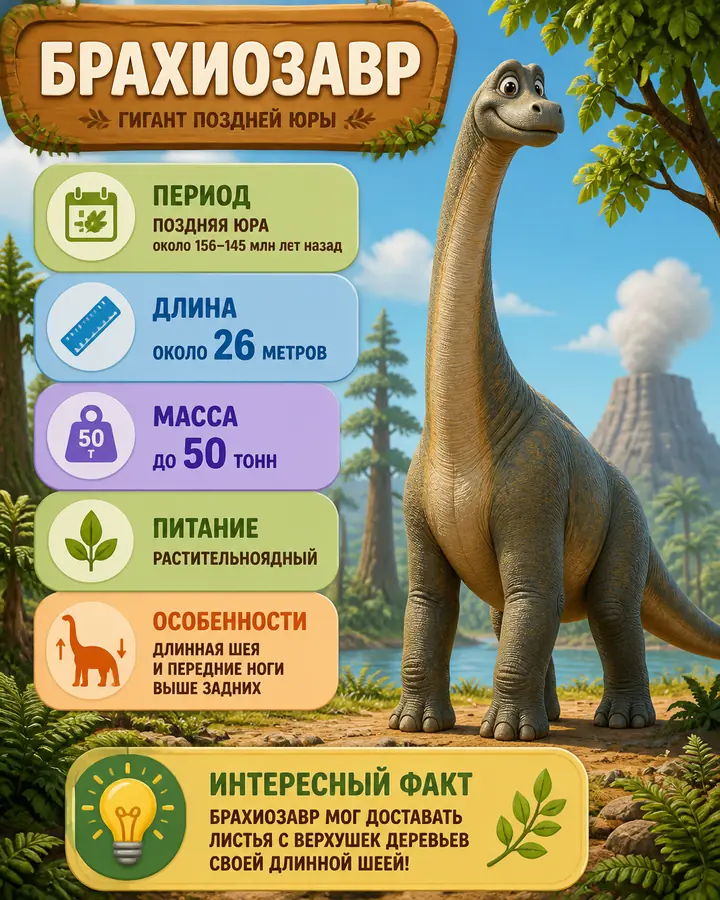 БРАХИОЗАВР
ГИГАНТ ПОЗДНЕЙ ЮРЫ
ПЕРИОД
ПОЗДНЯЯ ЮРА
около 156–145 млн лет назад
ДЛИНА
ОКОЛО 26 МЕТРОВ
50
Т
МАССА
ДО 50 ТОНН
ПИТАНИЕ
РАСТИТЕЛЬНОЯДНЫЙ
ОСОБЕННОСТИ
ДЛИННАЯ ШЕЯ
И ПЕРЕДНИЕ НОГИ
ВЫШЕ ЗАДНИХ
ИНТЕРЕСНЫЙ ФАКТ
БРАХИОЗАВР МОГ ДОСТАВАТЬ
ЛИСТЬЯ С ВЕРХУШЕК ДЕРЕВЬЕВ
СВОЕЙ ДЛИННОЙ ШЕЕЙ!